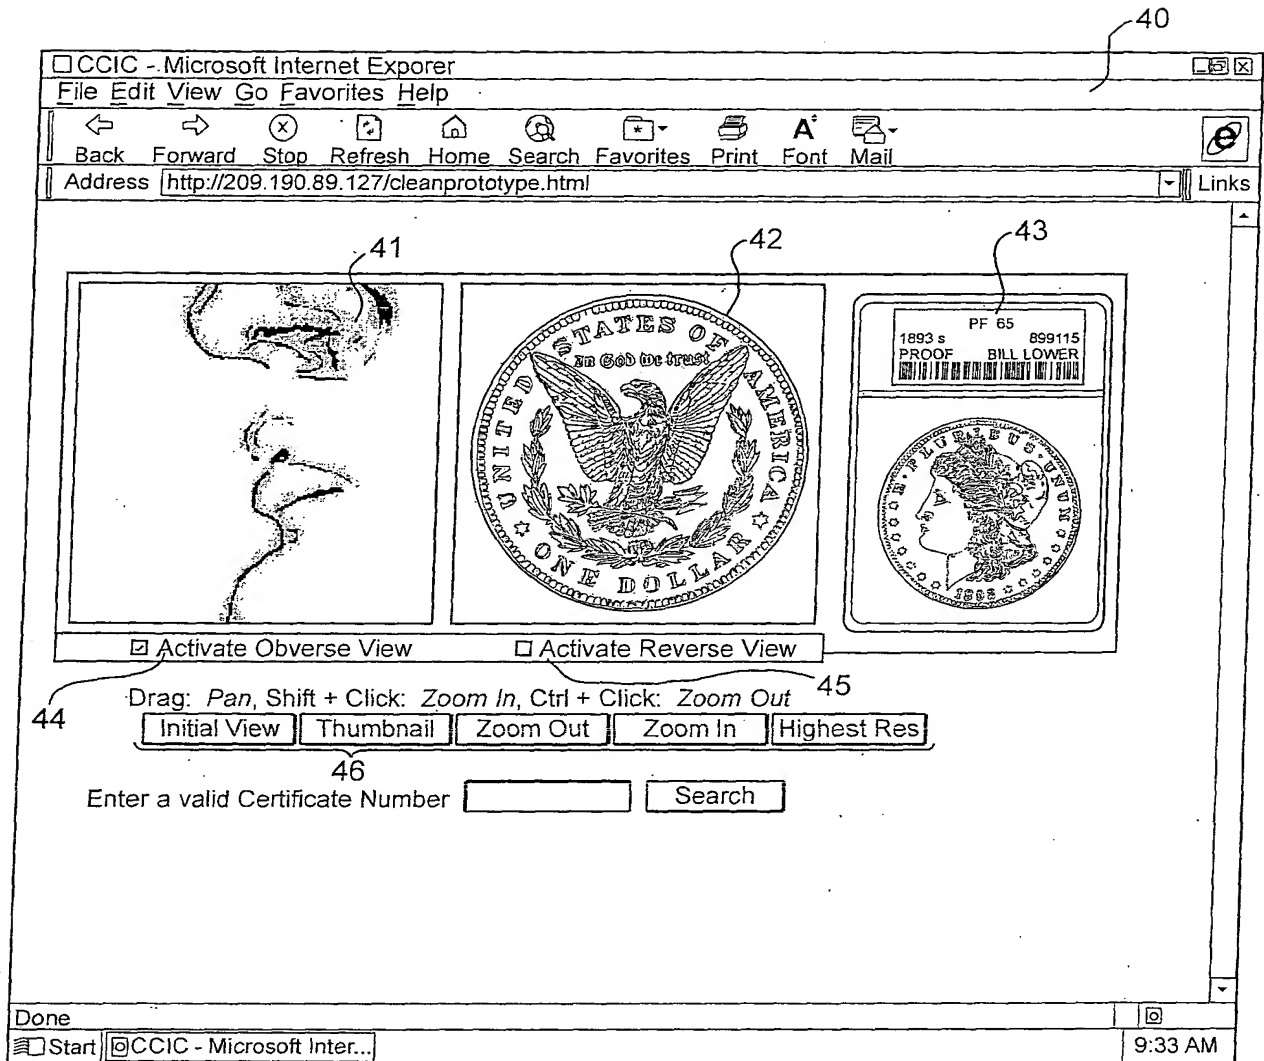 40
CCIC - Microsoft Internet Exporer
File Edit View Go Favorites Help
Back Forward Stop Refresh Home Search Favorites Print Font Mail
Address http://209.190.89.127/cleanprototype.html Links
41 42 43
UNITED STATES OF AMERICA
In God we trust
ONE DOLLAR
PF 65
1893 s 899115
PROOF BILL LOWER
E·PLURIBUS·UNUM
Activate Obverse View Activate Reverse View
44 45
Drag: Pan, Shift + Click: Zoom In, Ctrl + Click: Zoom Out
Initial View Thumbnail Zoom Out Zoom In Highest Res
46
Enter a valid Certificate Number Search
Done
Start CCIC - Microsoft Inter... 9:33 AM